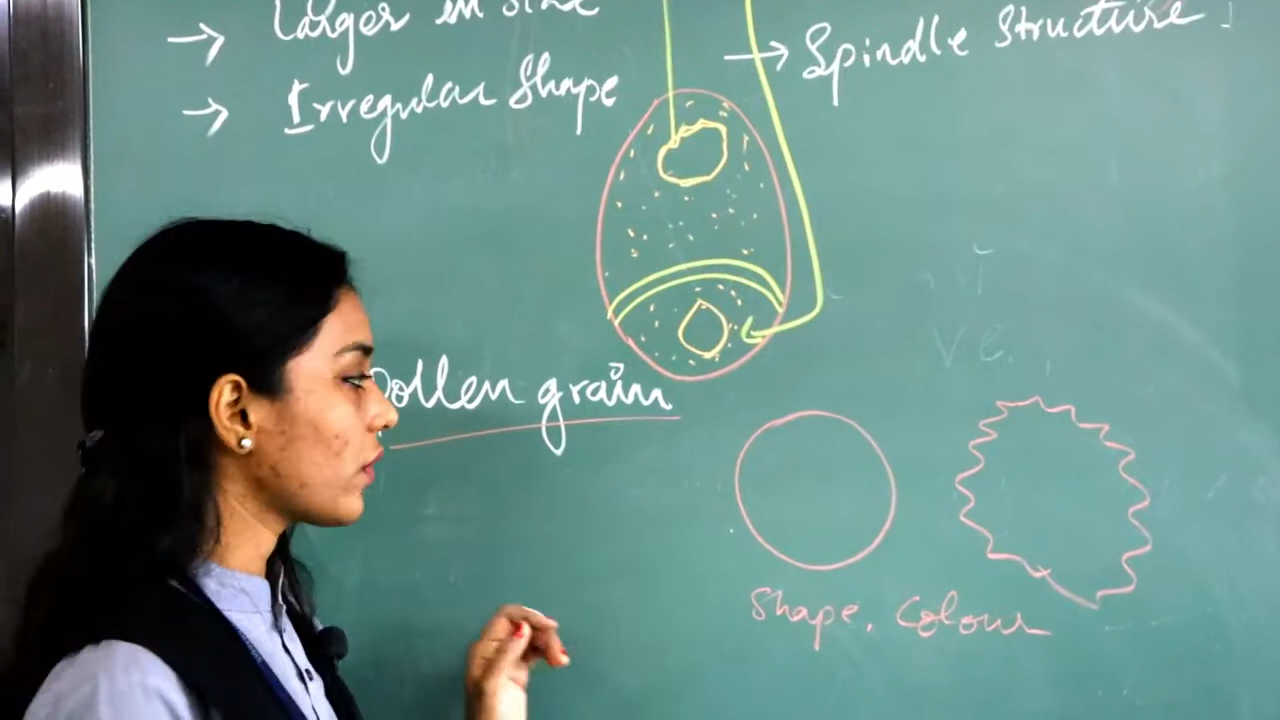 → Larger in size
→ Irregular Shape
→ Spindle structure.
pollen grain
Shape. Colour